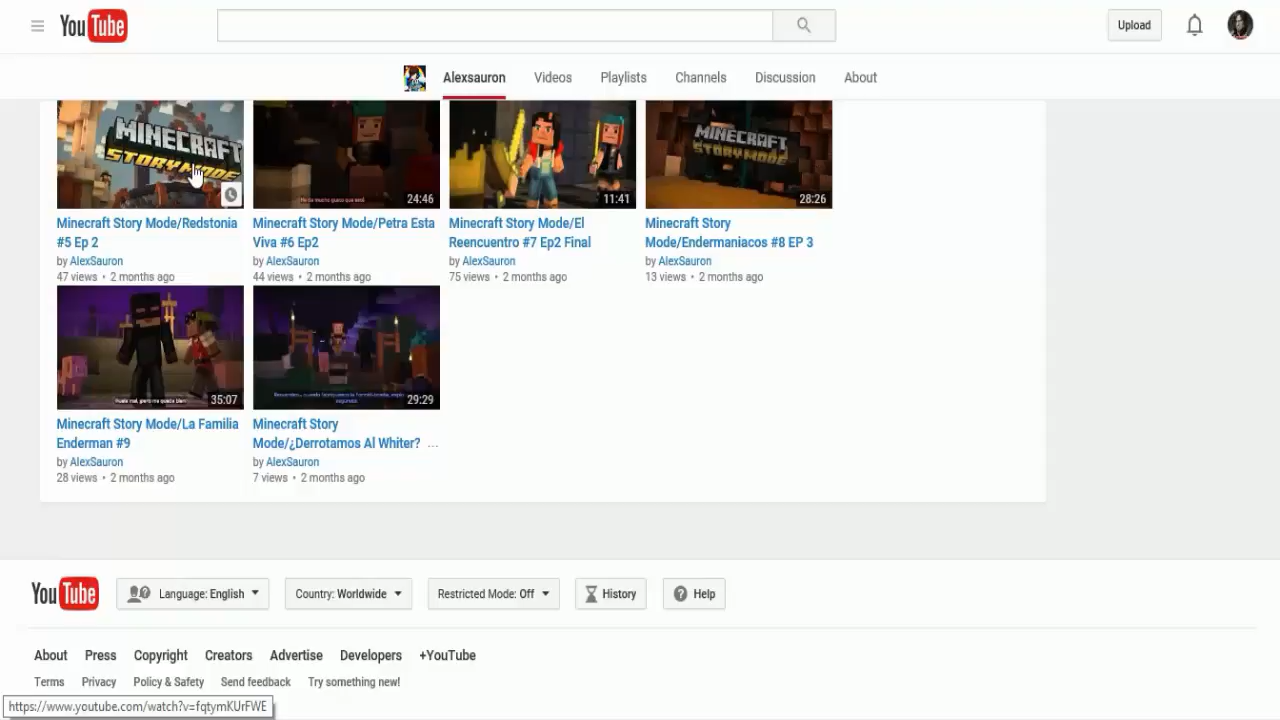 YouTube
Upload
Alexsauron Videos Playlists Channels Discussion About
MINECRAFT
STORY MODE
24:46
11:41
MINECRAFT
STORY MODE
28:26
Minecraft Story Mode/Redstonia
#5 Ep 2
by AlexSauron
47 views • 2 months ago
Minecraft Story Mode/Petra Esta
Viva #6 Ep2
by AlexSauron
44 views • 2 months ago
Minecraft Story Mode/El
Reencuentro #7 Ep2 Final
by AlexSauron
75 views • 2 months ago
Minecraft Story
Mode/Endermaniacos #8 EP 3
by AlexSauron
13 views • 2 months ago
35:07
29:29
Minecraft Story Mode/La Familia
Enderman #9
by AlexSauron
28 views • 2 months ago
Minecraft Story
Mode/¿Derrotamos Al Whiter? ...
by AlexSauron
7 views • 2 months ago
YouTube Language: English Country: Worldwide Restricted Mode: Off History Help
About Press Copyright Creators Advertise Developers +YouTube
Terms Privacy Policy & Safety Send feedback Try something new!
https://www.youtube.com/watch?v=fqtymKUrFWE